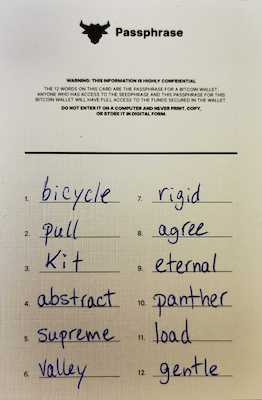 Passphrase
WARNING: THIS INFORMATION IS HIGHLY CONFIDENTIAL
THE 12 WORDS ON THIS CARD ARE THE PASSPHRASE FOR A BITCOIN WALLET.
ANYONE WHO HAS ACCESS TO THE SEEDPHRASE AND THIS PASSPHRASE FOR THIS
BITCOIN WALLET WILL HAVE FULL ACCESS TO THE FUNDS SECURED IN THE WALLET.
DO NOT ENTER IT ON A COMPUTER AND NEVER PRINT, COPY,
OR STORE IT IN DIGITAL FORM.
1. bicycle
2. pull
3. Kit
4. abstract
5. supreme
6. valley
7. rigid
8. agree
9. eternal
10. panther
11. load
12. gentle